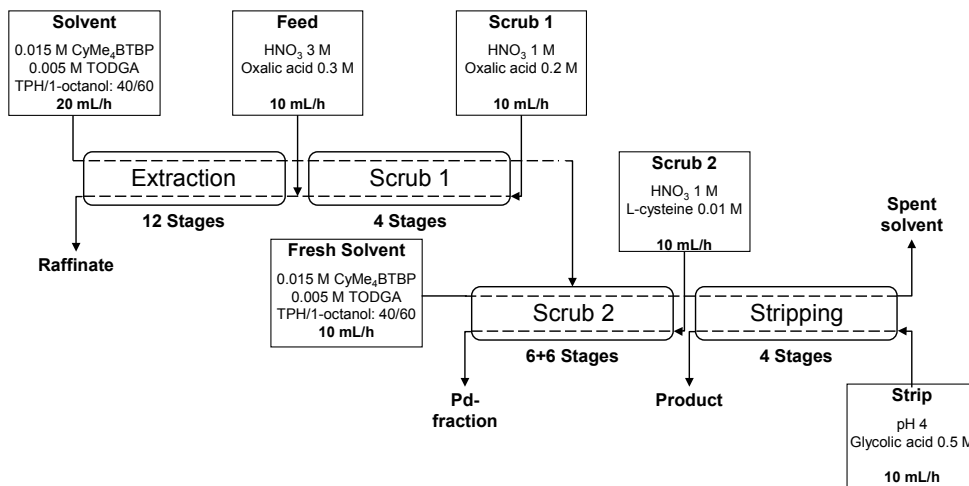 Solvent
0.015 M CyMe₄BTBP
0.005 M TODGA
TPH/1-octanol: 40/60
20 mL/h
Feed
HNO₃ 3 M
Oxalic acid 0.3 M
10 mL/h
Scrub 1
HNO₃ 1 M
Oxalic acid 0.2 M
10 mL/h
Extraction
12 Stages
Scrub 1
4 Stages
Raffinate
Scrub 2
HNO₃ 1 M
L-cysteine 0.01 M
10 mL/h
Spent
solvent
Fresh Solvent
0.015 M CyMe₄BTBP
0.005 M TODGA
TPH/1-octanol: 40/60
10 mL/h
Scrub 2
6+6 Stages
Stripping
4 Stages
Pd-
fraction
Product
Strip
pH 4
Glycolic acid 0.5 M
10 mL/h